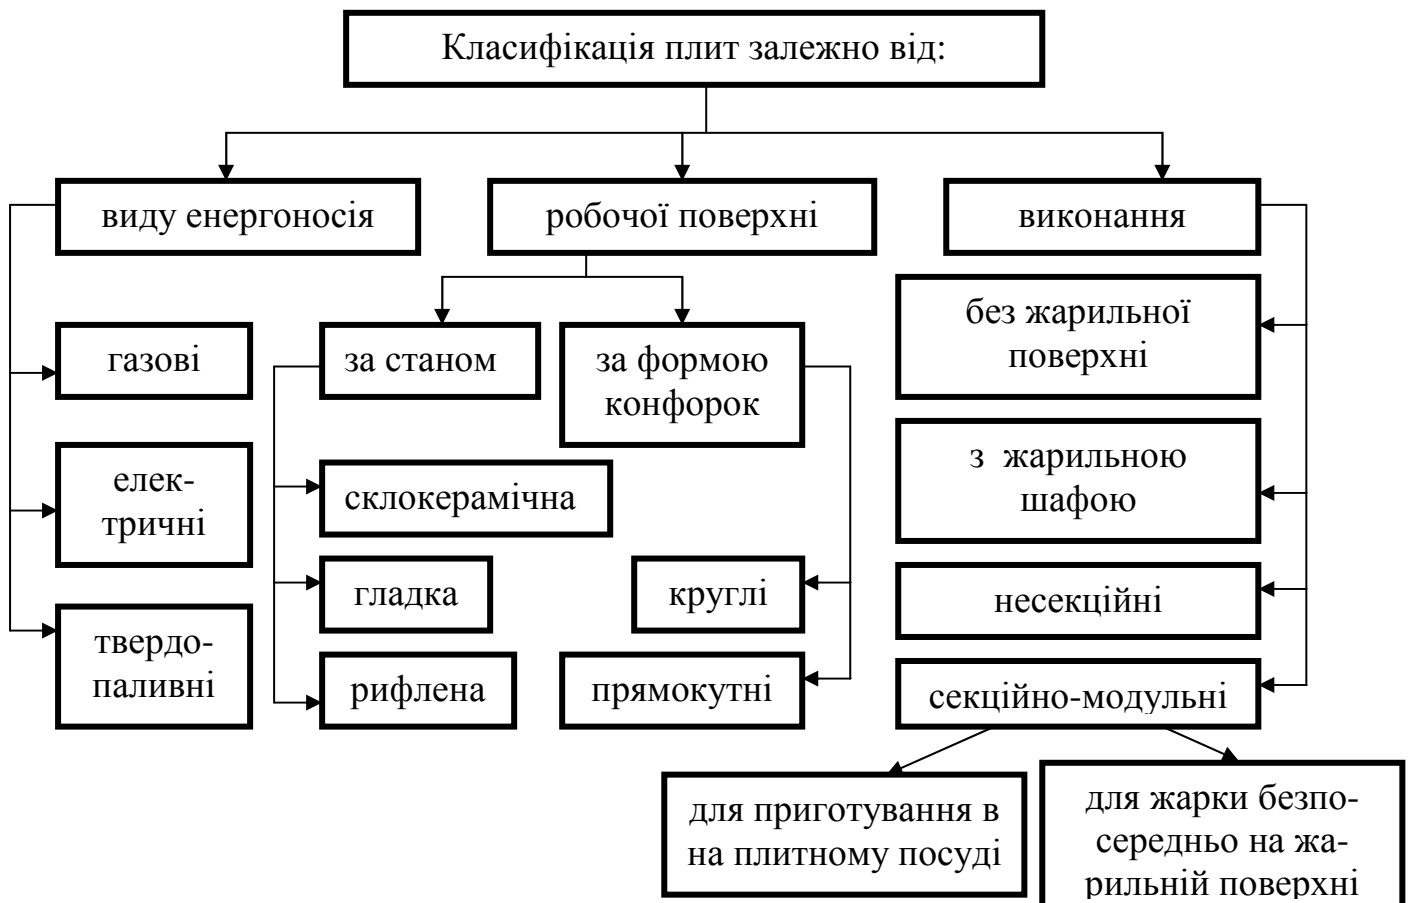 Класифікація плит залежно від:
виду енергоносія
робочої поверхні
виконання
газові
елек-
тричні
твердо-
паливні
за станом
склокерамічна
гладка
рифлена
за формою
конфорок
круглі
прямокутні
без жарильної
поверхні
з жарильною
шафою
несекційні
секційно-модульні
для приготування в
на плитному посуді
для жарки безпо-
середньо на жа-
рильній поверхні